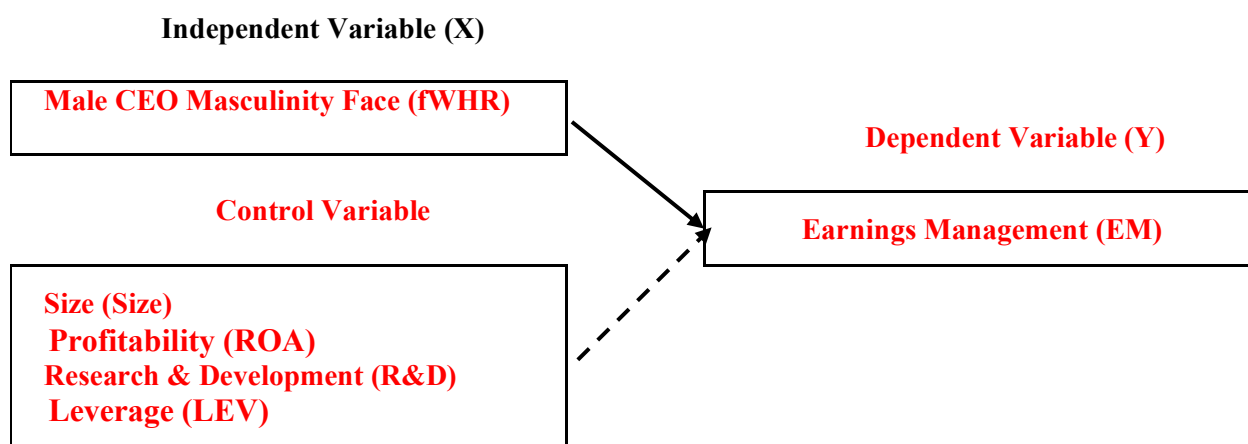 Independent Variable (X)
Male CEO Masculinity Face (fWHR)
Dependent Variable (Y)
Control Variable
Earnings Management (EM)
Size (Size)
Profitability (ROA)
Research & Development (R&D)
Leverage (LEV)